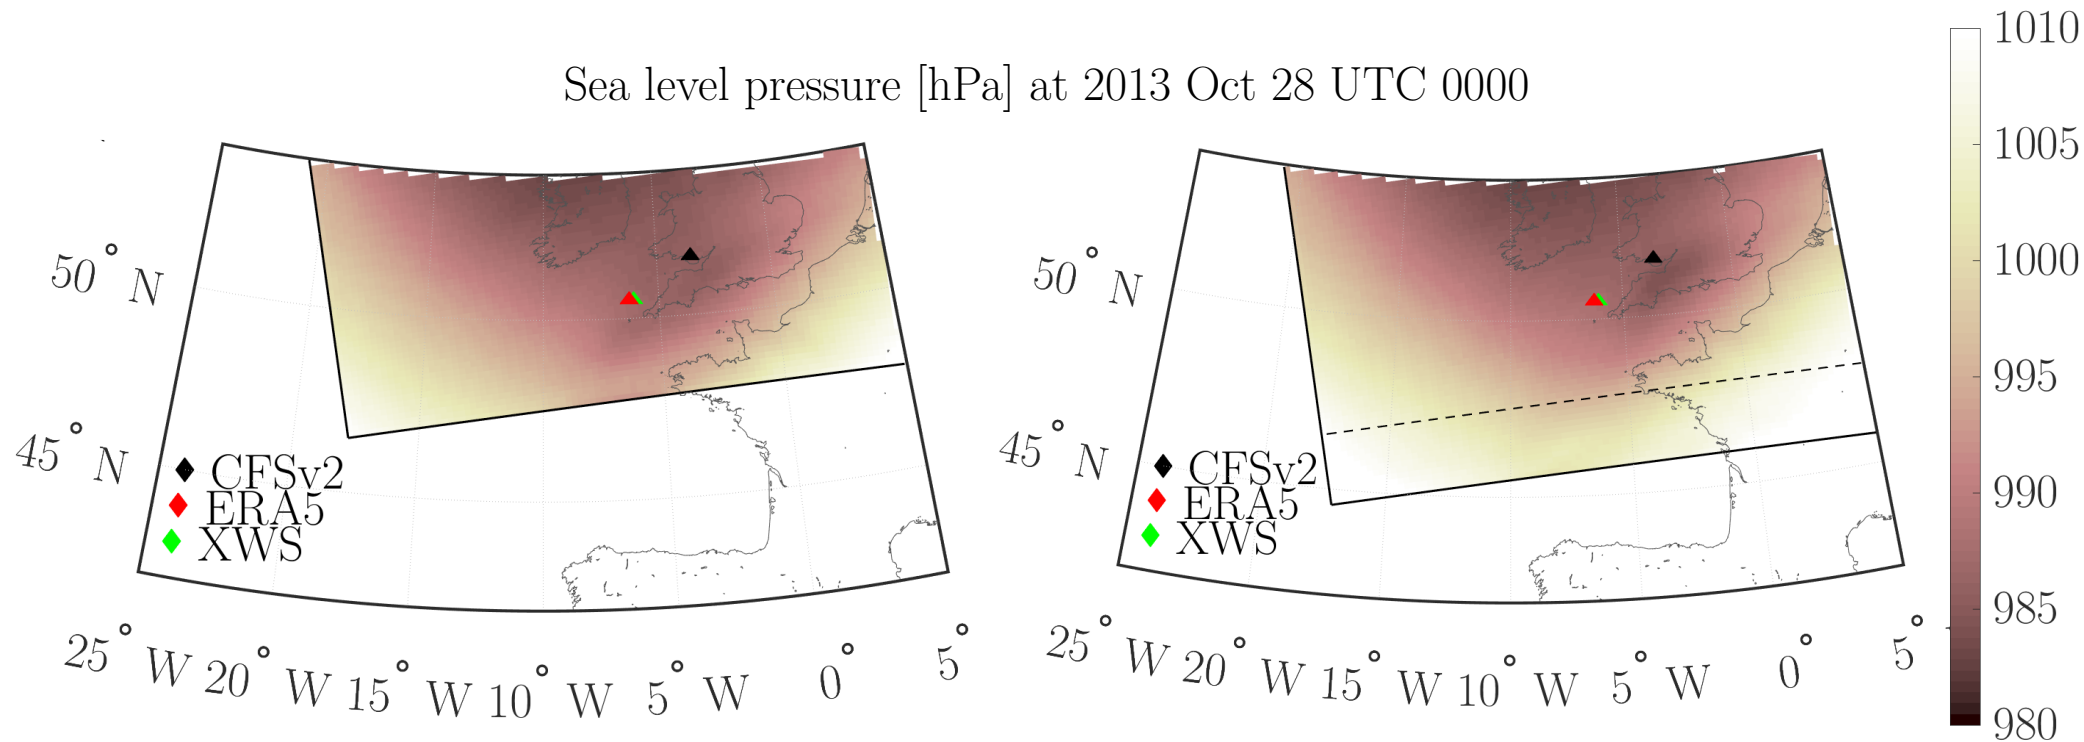 Sea level pressure [hPa] at 2013 Oct 28 UTC 0000
50° N
45° N
CFSv2
ERA5
XWS
25° W 20° W 15° W 10° W 5° W 0° 5°
50° N
45° N
CFSv2
ERA5
XWS
25° W 20° W 15° W 10° W 5° W 0° 5°
1010
1005
1000
995
990
985
980